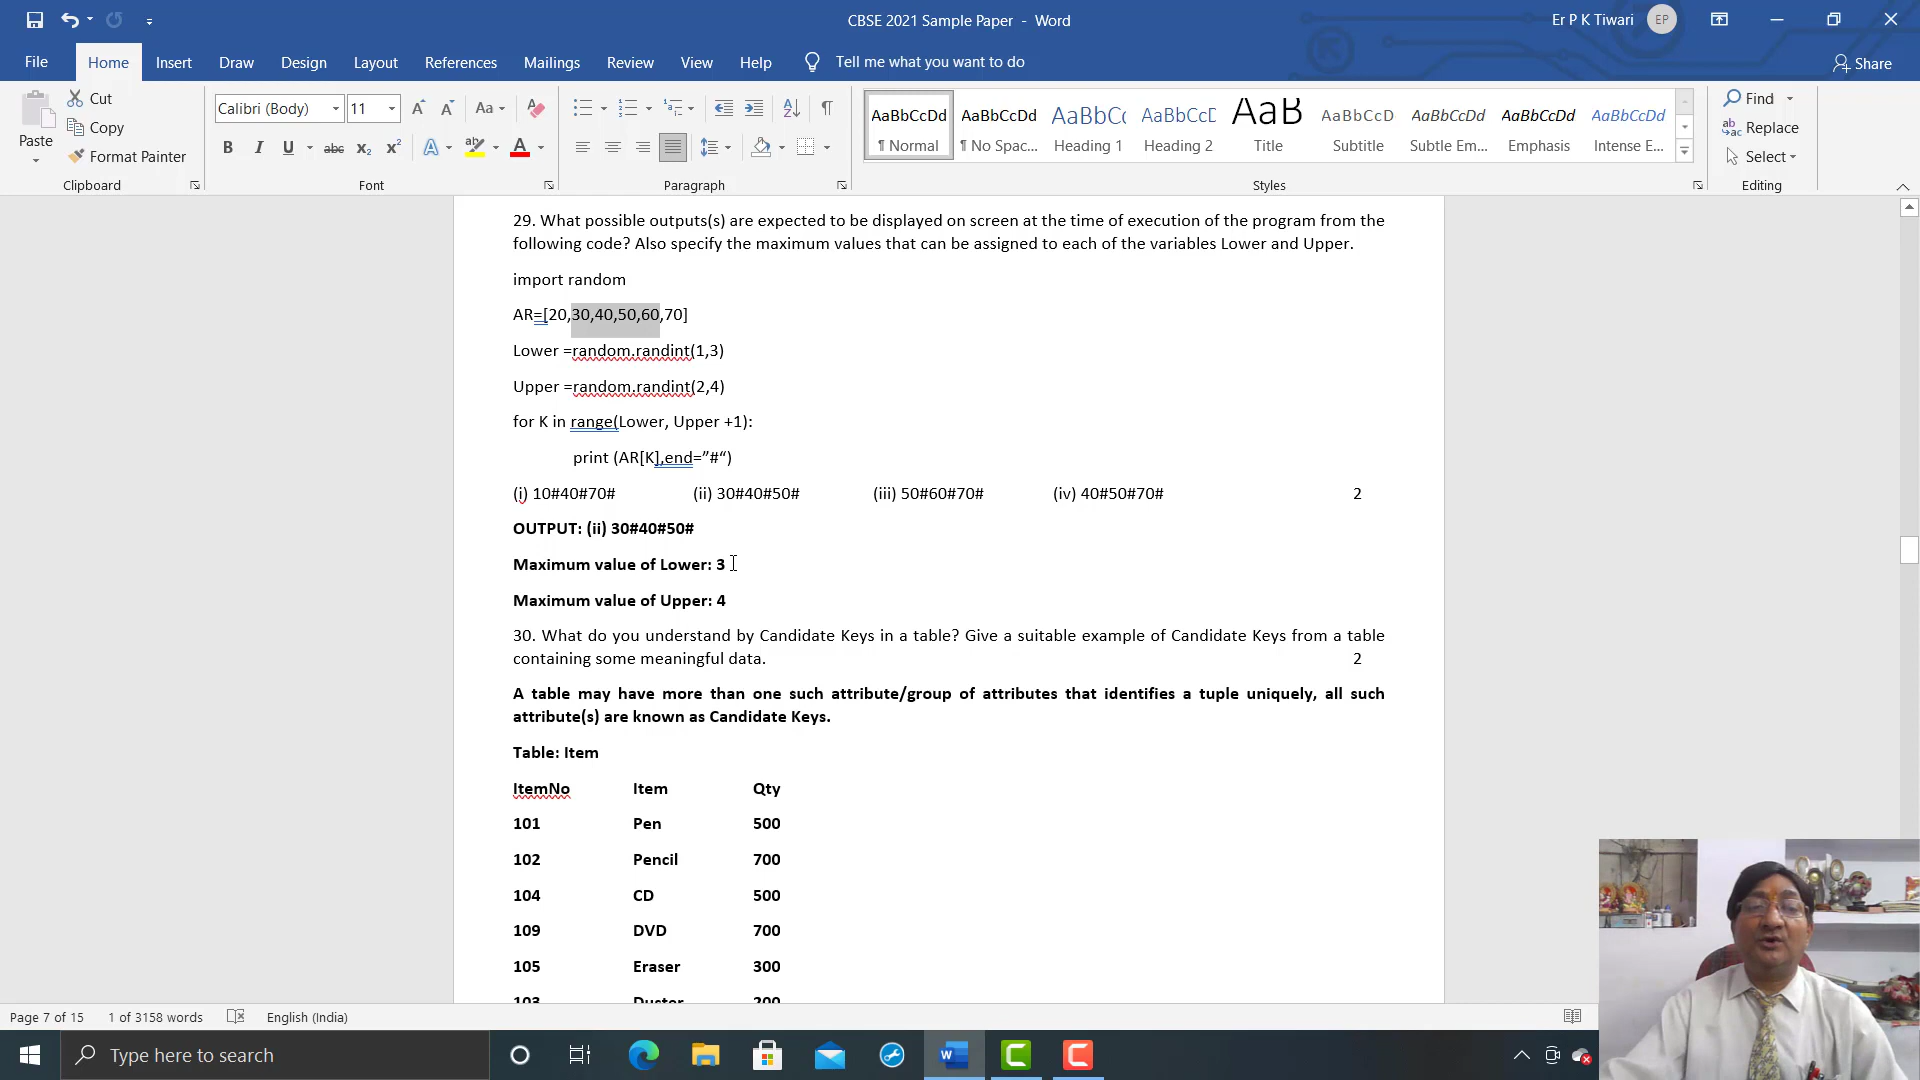 CBSE 2021 Sample Paper - Word
Er P K Tiwari
EP
File Home Insert Draw Design Layout References Mailings Review View Help Tell me what you want to do
Share
Paste
Cut
Copy
Format Painter
Clipboard
Calibri (Body) 11
Font
Paragraph
AaBbCcDd AaBbCcDd AaBbCc AaBbCcD AaB AaBbCcD AaBbCcDd AaBbCcDd AaBbCcDd
¶ Normal ¶ No Spac... Heading 1 Heading 2 Title Subtitle Subtle Em... Emphasis Intense E...
Styles
Find
Replace
Select
Editing
29. What possible outputs(s) are expected to be displayed on screen at the time of execution of the program from the
following code? Also specify the maximum values that can be assigned to each of the variables Lower and Upper.
import random
AR=[20,30,40,50,60,70]
Lower =random.randint(1,3)
Upper =random.randint(2,4)
for K in range(Lower, Upper +1):
print (AR[K],end=”#“)
(i) 10#40#70# (ii) 30#40#50# (iii) 50#60#70# (iv) 40#50#70# 2
OUTPUT: (ii) 30#40#50#
Maximum value of Lower: 3
Maximum value of Upper: 4
30. What do you understand by Candidate Keys in a table? Give a suitable example of Candidate Keys from a table
containing some meaningful data. 2
A table may have more than one such attribute/group of attributes that identifies a tuple uniquely, all such
attribute(s) are known as Candidate Keys.
Table: Item
ItemNo Item Qty
101 Pen 500
102 Pencil 700
104 CD 500
109 DVD 700
105 Eraser 300
103 Duster 200
Page 7 of 15 1 of 3158 words English (India)
Type here to search